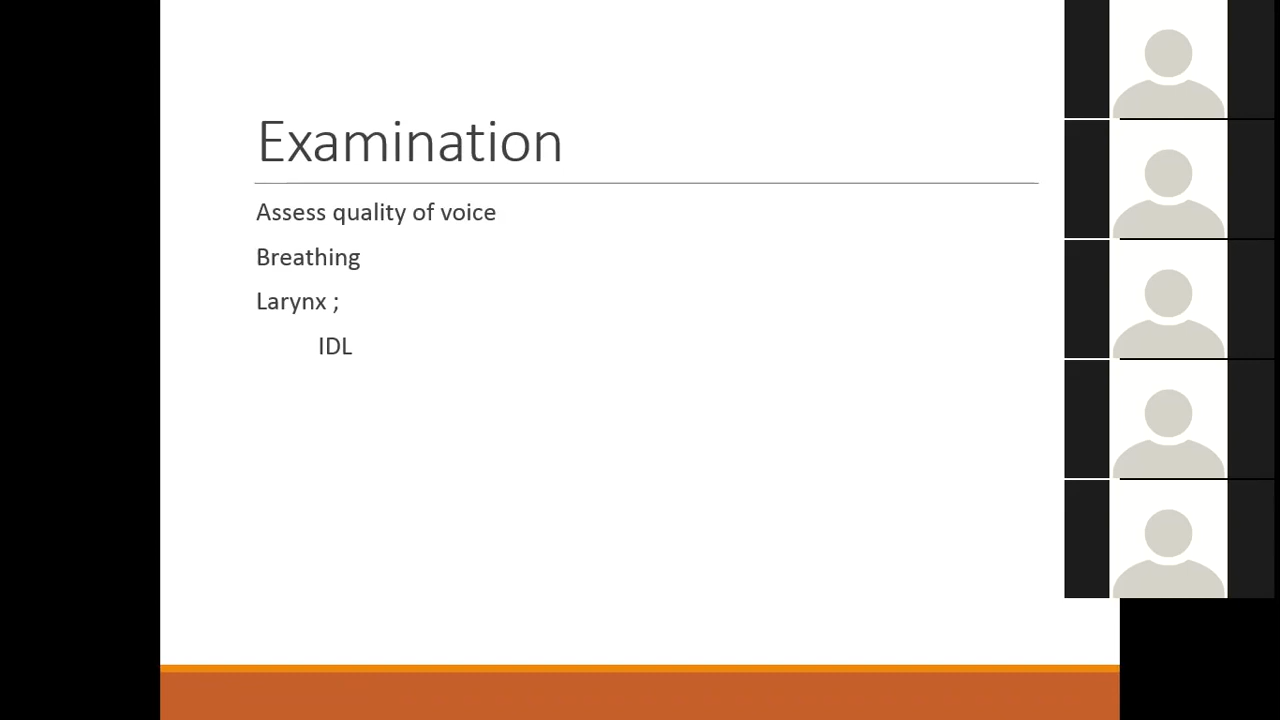 Examination
Assess quality of voice
Breathing
Larynx ;
IDL